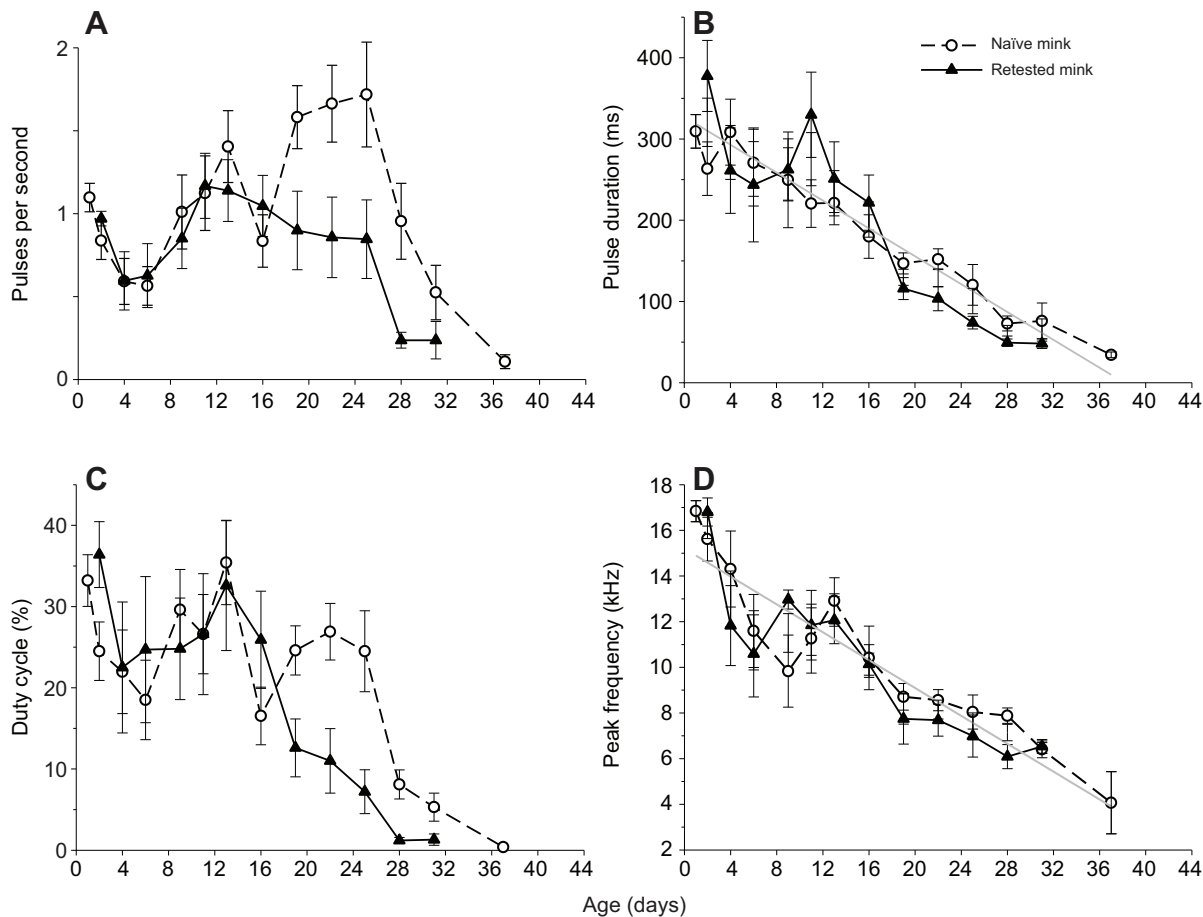 A
Pulses per second
2
1
0
0 4 8 12 16 20 24 28 32 36 40 44
B
Naïve mink
Retested mink
Pulse duration (ms)
400
300
200
100
0
0 4 8 12 16 20 24 28 32 36 40 44
C
Duty cycle (%)
40
30
20
10
0
0 4 8 12 16 20 24 28 32 36 40 44
D
Peak frequency (kHz)
18
16
14
12
10
8
6
4
2
0 4 8 12 16 20 24 28 32 36 40 44
Age (days)